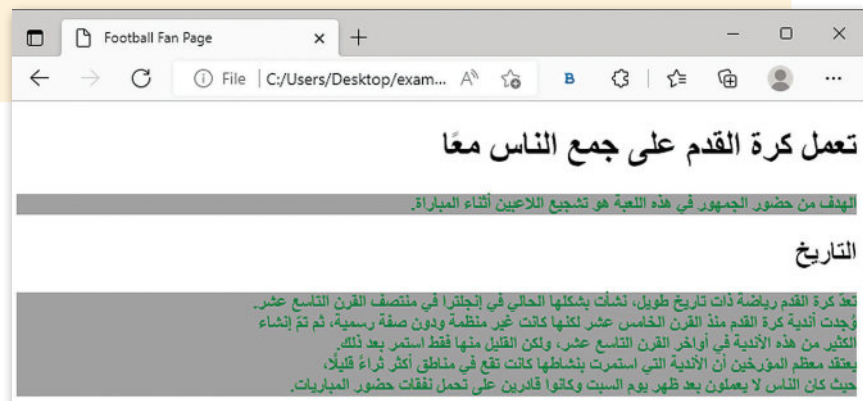 Football Fan Page
File C:/Users/Desktop/exam...
تعمل كرة القدم على جمع الناس معًا
الهدف من حضور الجمهور في هذه اللعبة هو تشجيع اللاعبين أثناء المباراة.
التاريخ
تعدّ كرة القدم رياضة ذات تاريخ طويل، نشأت بشكلها الحالي في إنجلترا في منتصف القرن التاسع عشر.
وُجدت أندية كرة القدم منذ القرن الخامس عشر لكنها كانت غير منظمة ودون صفة رسمية، ثم تمّ إنشاء
الكثير من هذه الأندية في أواخر القرن التاسع عشر، ولكن القليل منها فقط استمر بعد ذلك.
يعتقد معظم المؤرخين أن الأندية التي استمرت بنشاطها كانت تقع في مناطق أكثر ثراءً قليلًا،
حيث كان الناس لا يعملون بعد ظهر يوم السبت وكانوا قادرين على تحمل نفقات حضور المباريات.